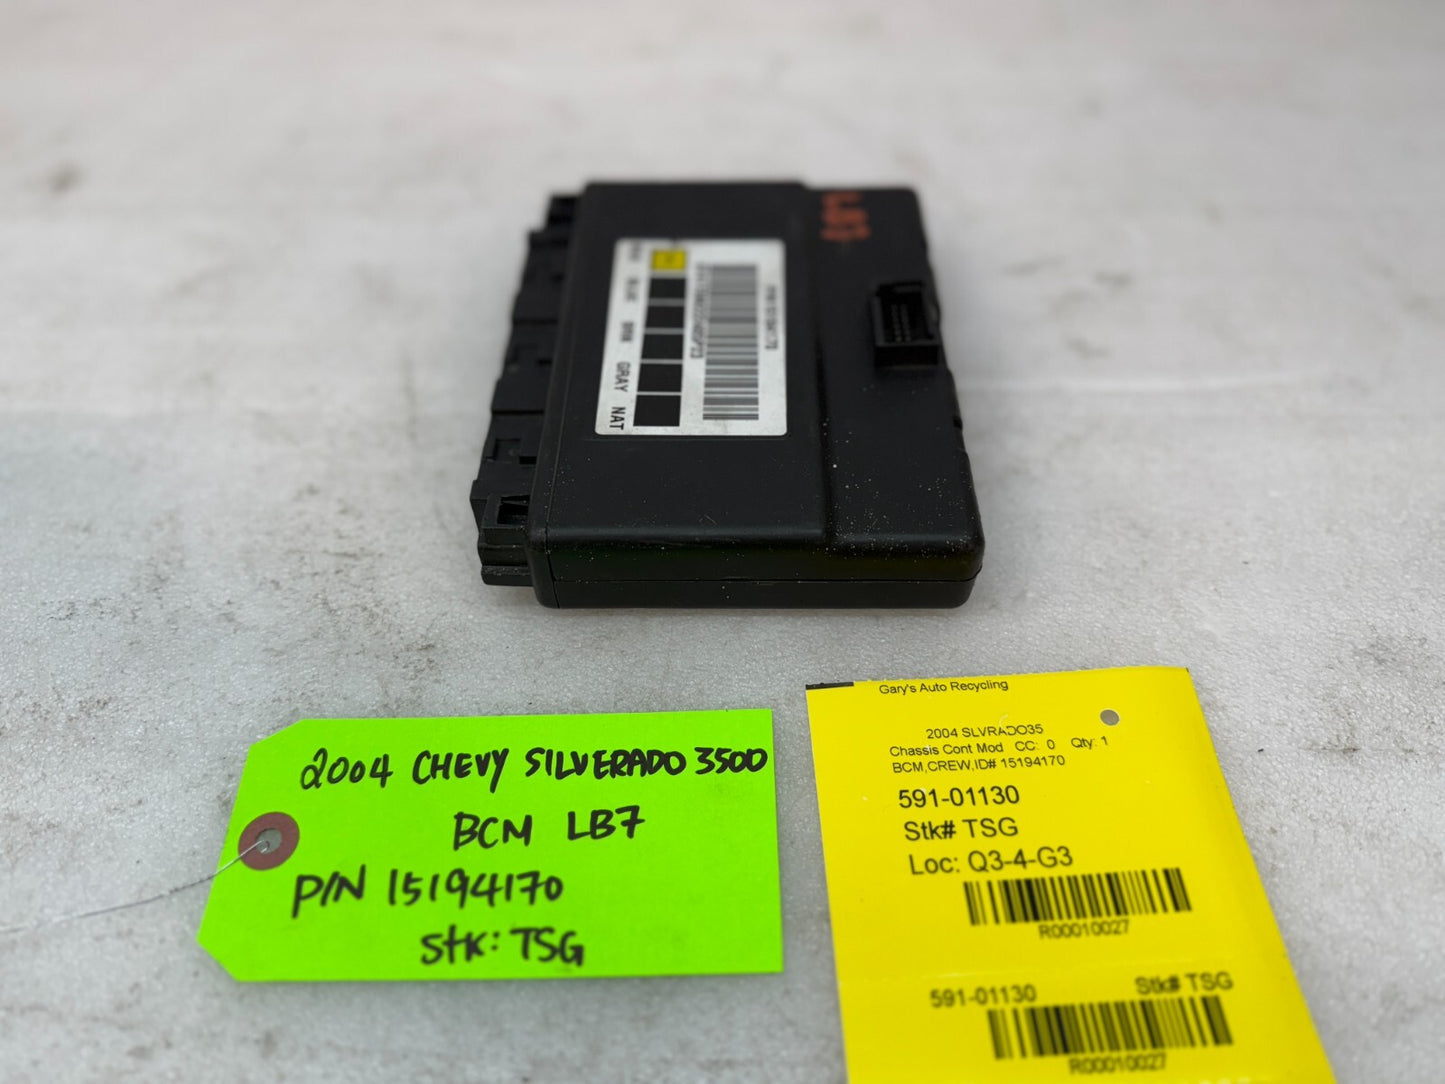 P/N 15194170
GRAY NAT
2004 CHEVY SILVERADO 3500
BCM LB7
P/N 15194170
Stk: TSG
Gary's Auto Recycling
2004 SLVRADO35
Chassis Cont Mod CC: 0 Qty: 1
BCM,CREW,ID# 15194170
591-01130
Stk# TSG
Loc: Q3-4-G3
R00010027
591-01130 Stk# TSG
R00010027